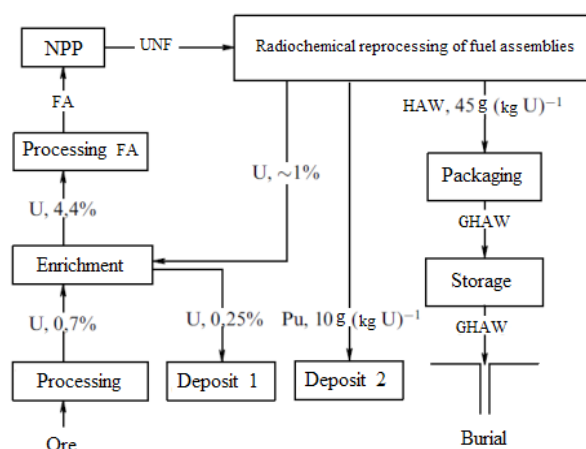 NPP
UNF
Radiochemical reprocessing of fuel assemblies
FA
HAW, 45 g (kg U)⁻¹
Processing FA
U, ~1%
Packaging
U, 4,4%
GHAW
Enrichment
Storage
U, 0,7%
U, 0,25%
Pu, 10 g (kg U)⁻¹
GHAW
Processing
Deposit 1
Deposit 2
Ore
Burial